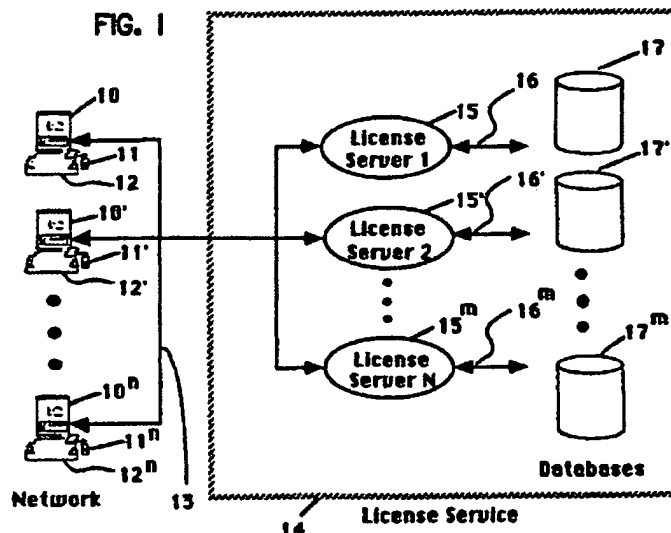 FIG. 1
10
11
12
10'
11'
12'
10ⁿ
11ⁿ
12ⁿ
Network
13
15
16
17
License
Server 1
15'
16'
17'
License
Server 2
15ᵐ
16ᵐ
17ᵐ
License
Server N
Databases
14
License Service